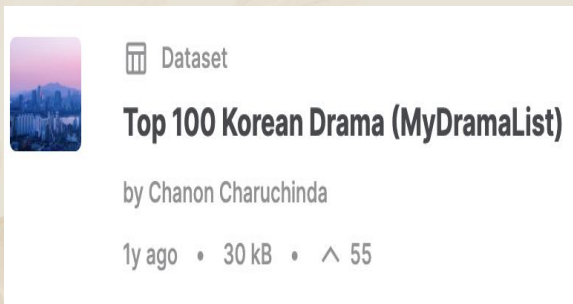 Dataset
Top 100 Korean Drama (MyDramaList)
by Chanon Charuchinda
1y ago • 30 kB • ^ 55